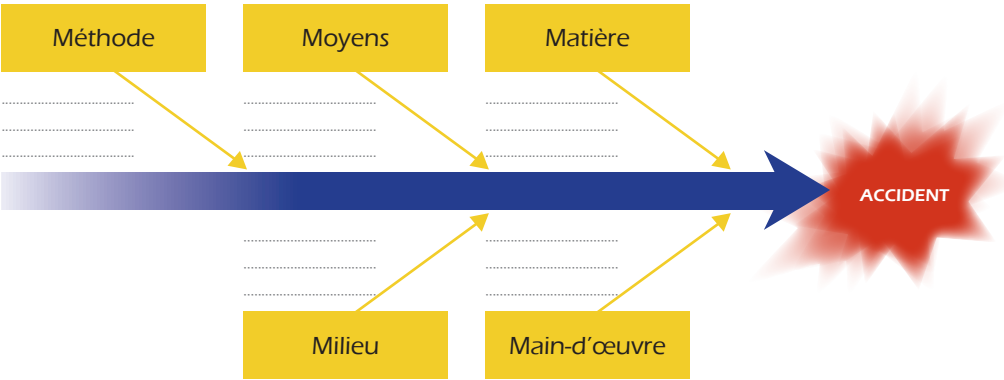 Méthode
Moyens
Matière
ACCIDENT
Milieu
Main-d'œuvre